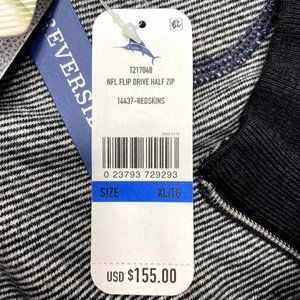 REVERSIB
T217048
NFL FLIP DRIVE HALF ZIP
14437-REDSKINS
0 23793 729293
SIZE XL/TG
USD $155.00